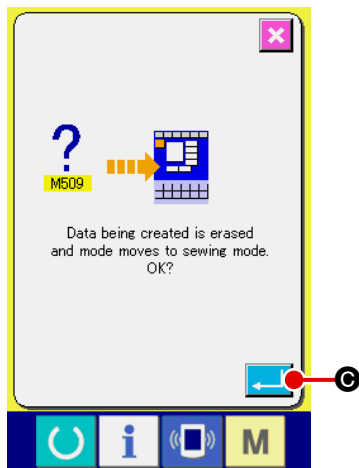 ?
M509
Data being created is erased
and mode moves to sewing mode.
OK?
C
i
M